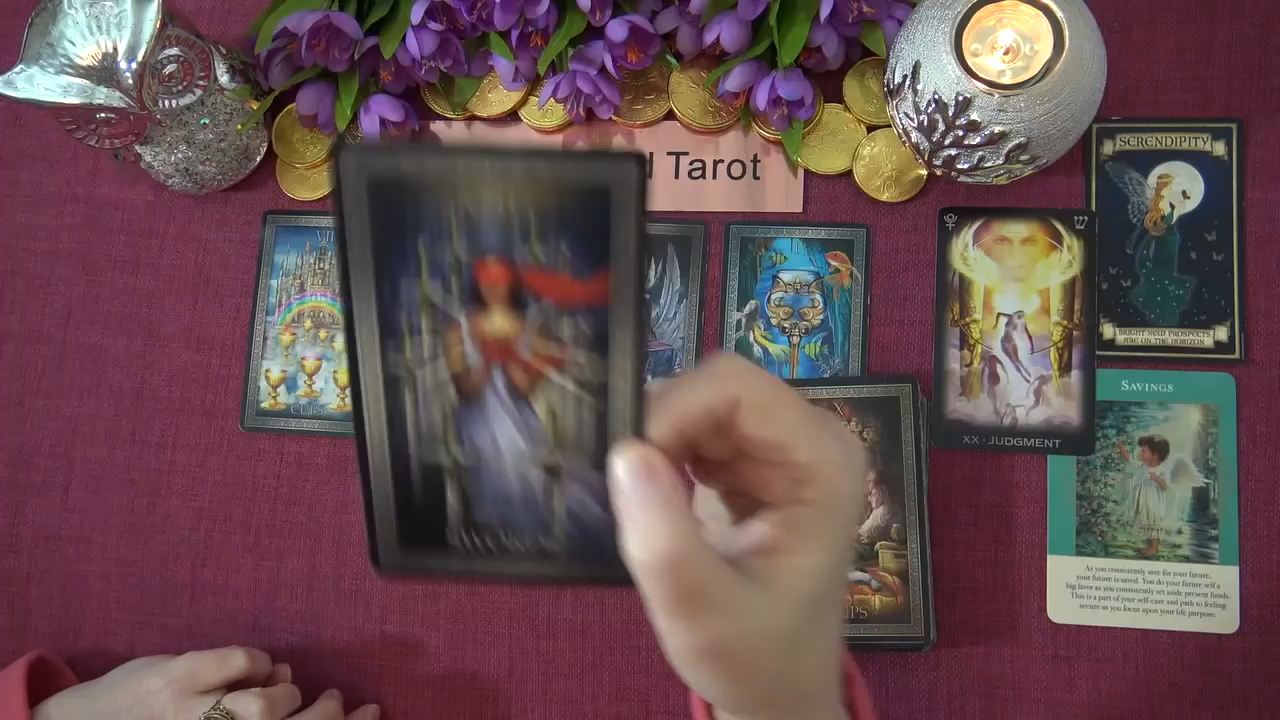 d Tarot
SERENDIPITY
BRIGHT NEW PROSPECTS
ARE ON THE HORIZON
VII
CUPS
II
ש
XX · JUDGMENT
X
UPS
SAVINGS
As you consistently save for your future,
your future is saved. You do your future self a
big favor as you consistently set aside present funds.
This is a part of your self-care and path to feeling
secure as you focus upon your life purpose.